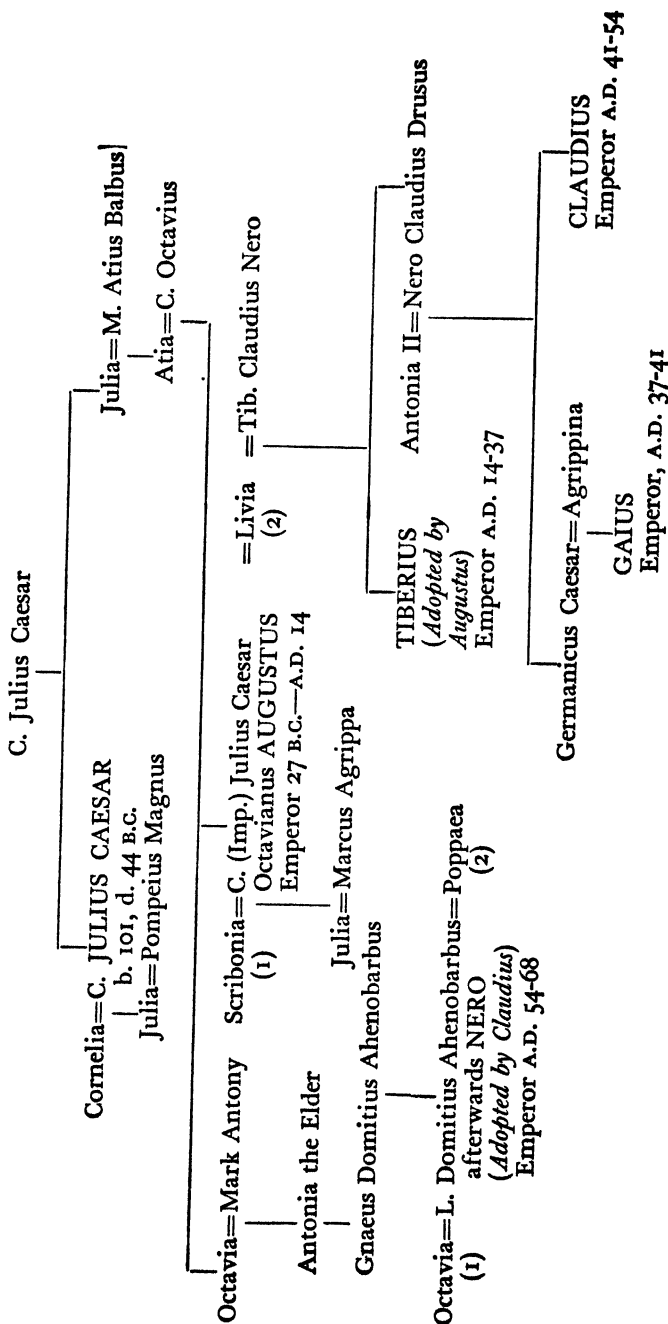 C. Julius Caesar
Cornelia=C. JULIUS CAESAR
b. 101, d. 44 B.C.
Julia=Pompeius Magnus
Julia=M. Atius Balbus]
Atia=C. Octavius
Octavia=Mark Antony
Scribonia=C. (Imp.) Julius Caesar
(1)
Octavianus AUGUSTUS
Emperor 27 B.C.—A.D. 14
=Livia
(2)
=Tib. Claudius Nero
Antonia the Elder
Julia=Marcus Agrippa
Gnaeus Domitius Ahenobarbus
TIBERIUS
(Adopted by
Augustus)
Emperor A.D. 14-37
Antonia II=Nero Claudius Drusus
Octavia=L. Domitius Ahenobarbus=Poppaea
(1)
(2)
afterwards NERO
(Adopted by Claudius)
Emperor A.D. 54-68
Germanicus Caesar=Agrippina
GAIUS
Emperor, A.D. 37-41
CLAUDIUS
Emperor A.D. 41-54